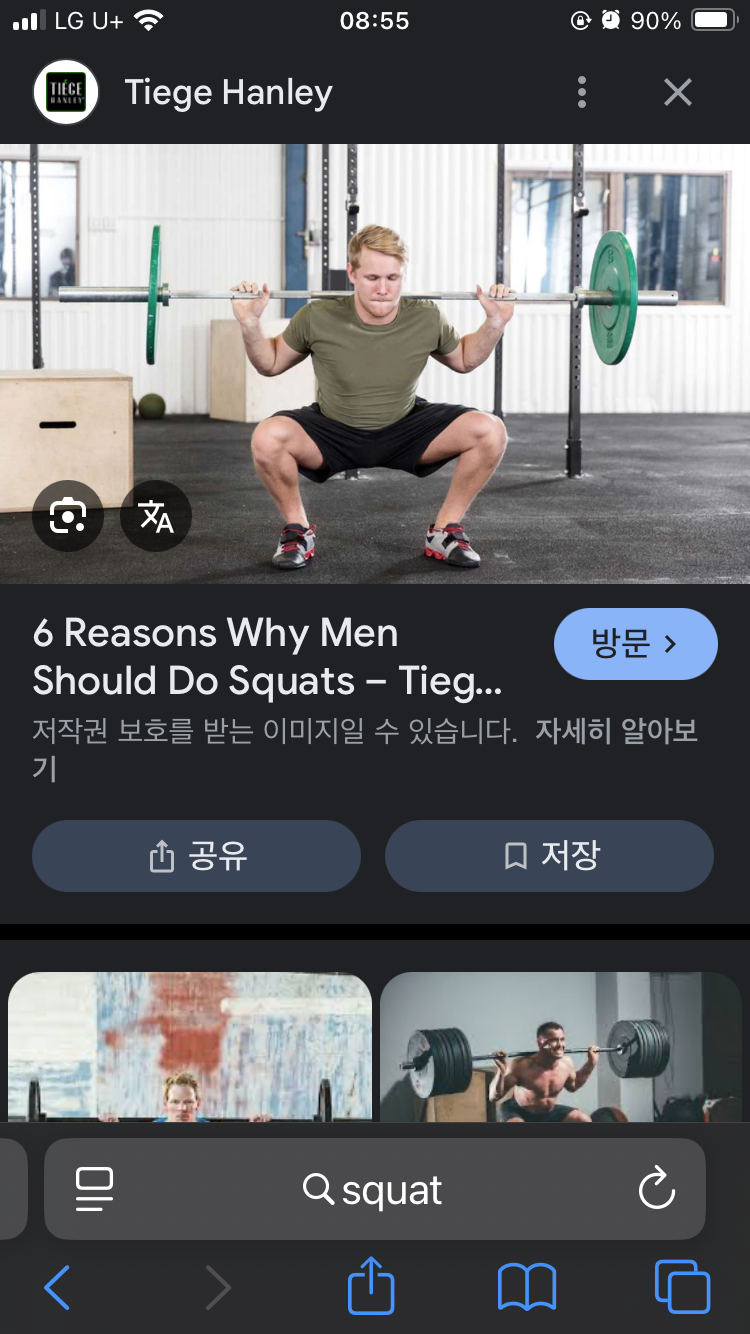 LG U+
08:55
90%
TIÉGE
HANLEY
Tiege Hanley
6 Reasons Why Men
Should Do Squats – Tieg...
방문
저작권 보호를 받는 이미지일 수 있습니다. 자세히 알아보
기
공유
저장
squat